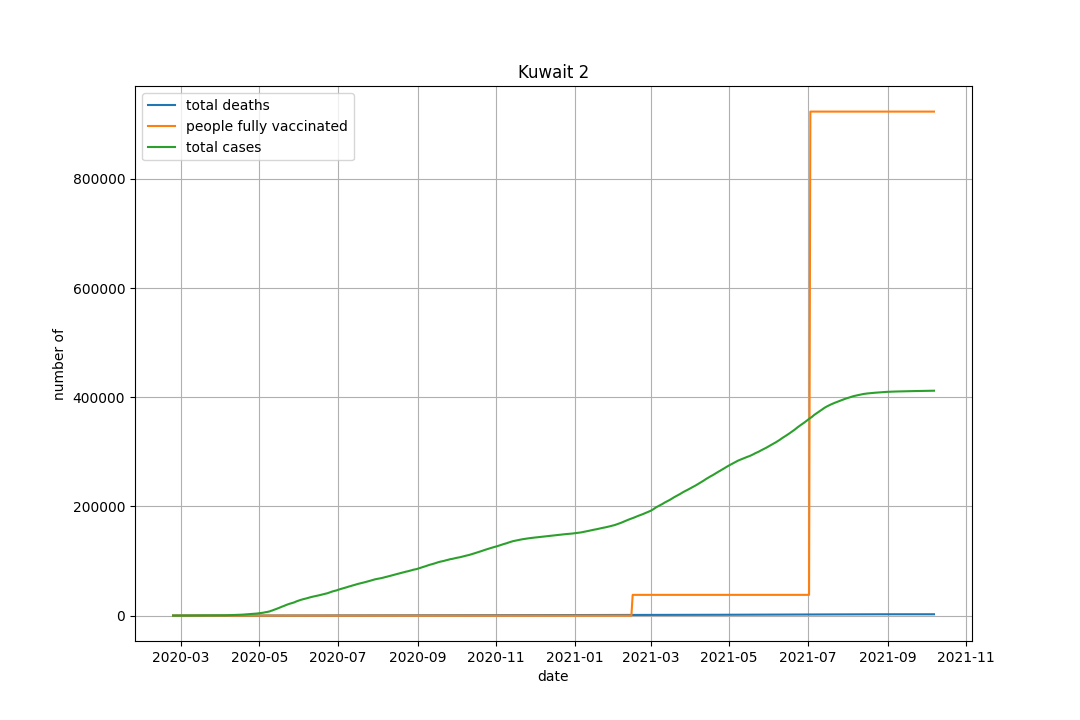 Kuwait 2
total deaths
people fully vaccinated
total cases
number of
800000
600000
400000
200000
0
2020-03 2020-05 2020-07 2020-09 2020-11 2021-01 2021-03 2021-05 2021-07 2021-09 2021-11
date